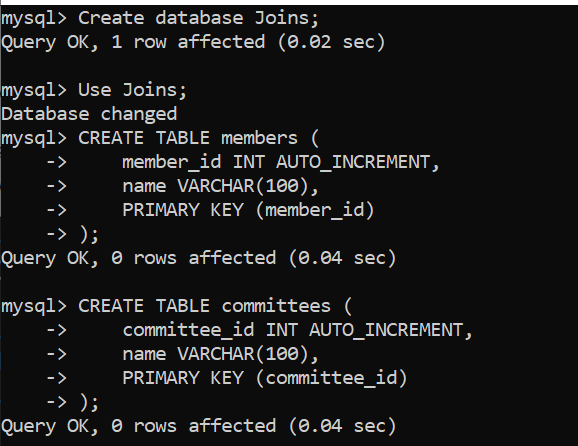 mysql> Create database Joins;
Query OK, 1 row affected (0.02 sec)
mysql> Use Joins;
Database changed
mysql> CREATE TABLE members (
    ->     member_id INT AUTO_INCREMENT,
    ->     name VARCHAR(100),
    ->     PRIMARY KEY (member_id)
    -> );
Query OK, 0 rows affected (0.04 sec)
mysql> CREATE TABLE committees (
    ->     committee_id INT AUTO_INCREMENT,
    ->     name VARCHAR(100),
    ->     PRIMARY KEY (committee_id)
    -> );
Query OK, 0 rows affected (0.04 sec)